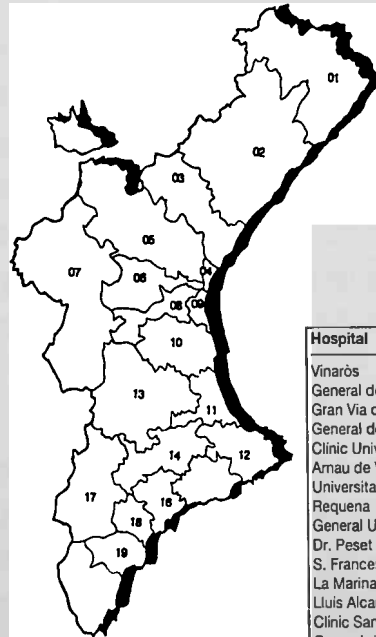 01
02
03
05
04
07
06
08
09
10
13
11
14
12
17
16
18
19
Hospital
Vinaròs
General de
Gran Via d
General de
Clínic Univ
Arnau de V
Universita
Requena
General U
Dr. Peset
S. Frances
La Marina
Lluís Alcar
Clínic San